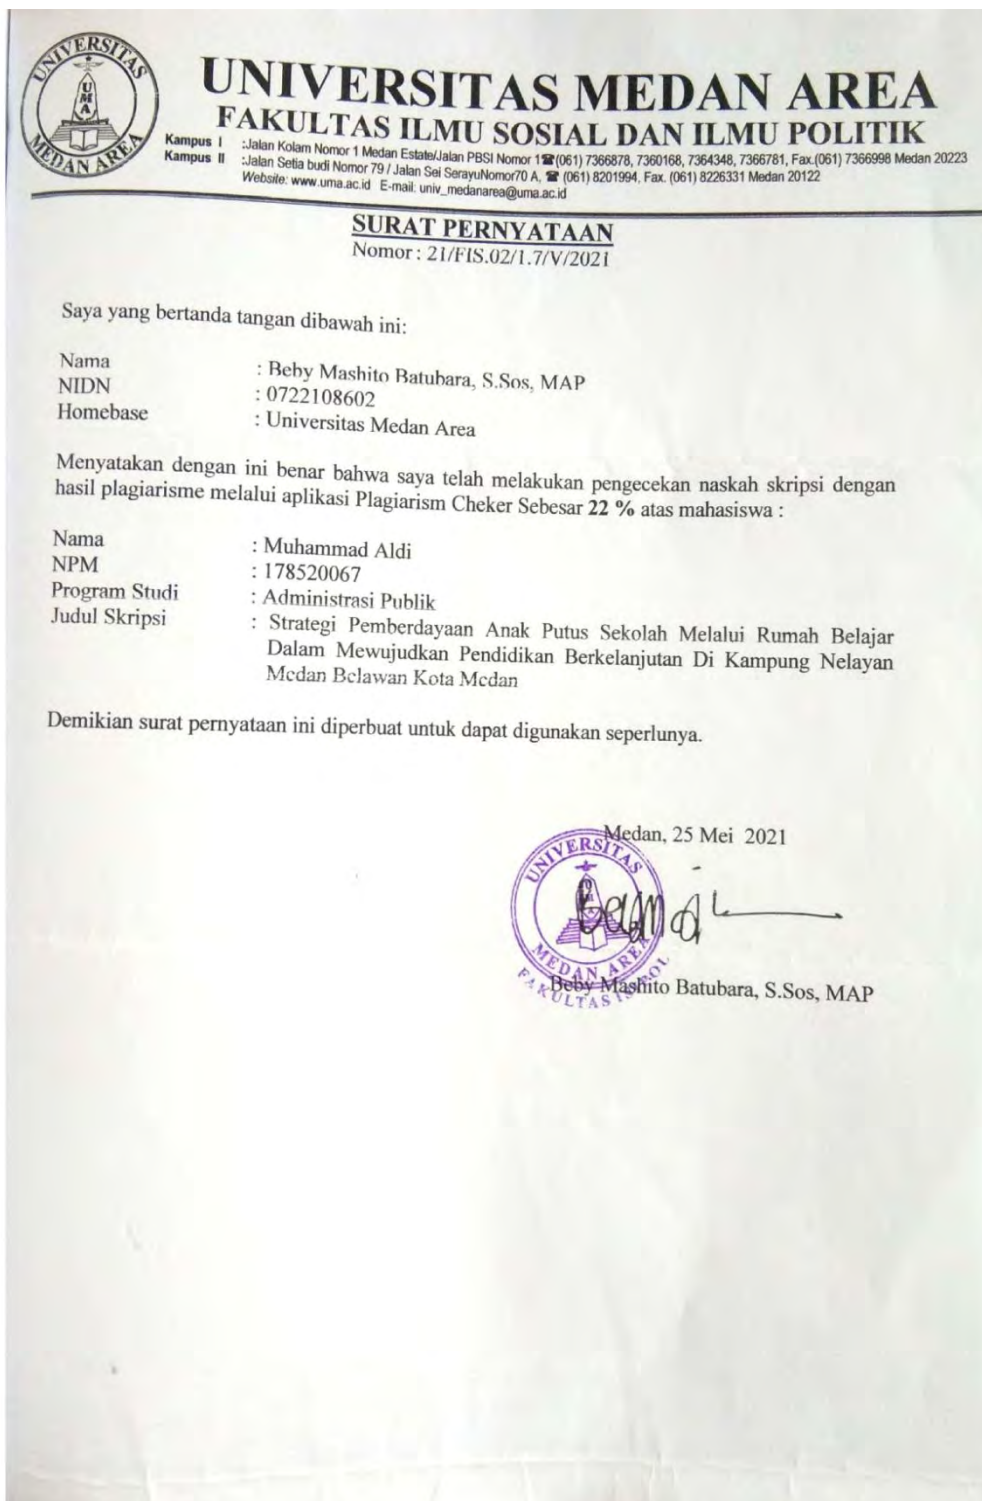 UNIVERSITAS
UMA
MEDAN AREA
UNIVERSITAS MEDAN AREA
FAKULTAS ILMU SOSIAL DAN ILMU POLITIK
Kampus I :Jalan Kolam Nomor 1 Medan Estate/Jalan PBSI Nomor 1☎(061) 7366878, 7360168, 7364348, 7366781, Fax.(061) 7366998 Medan 20223
Kampus II :Jalan Setia budi Nomor 79 / Jalan Sei SerayuNomor70 A, ☎ (061) 8201994, Fax. (061) 8226331 Medan 20122
Website: www.uma.ac.id E-mail: univ_medanarea@uma.ac.id
SURAT PERNYATAAN
Nomor : 21/FIS.02/1.7/V/2021
Saya yang bertanda tangan dibawah ini:
Nama : Beby Mashito Batubara, S.Sos, MAP
NIDN : 0722108602
Homebase : Universitas Medan Area
Menyatakan dengan ini benar bahwa saya telah melakukan pengecekan naskah skripsi dengan
hasil plagiarisme melalui aplikasi Plagiarism Cheker Sebesar 22 % atas mahasiswa :
Nama : Muhammad Aldi
NPM : 178520067
Program Studi : Administrasi Publik
Judul Skripsi : Strategi Pemberdayaan Anak Putus Sekolah Melalui Rumah Belajar
Dalam Mewujudkan Pendidikan Berkelanjutan Di Kampung Nelayan
Medan Belawan Kota Medan
Demikian surat pernyataan ini diperbuat untuk dapat digunakan seperlunya.
Medan, 25 Mei 2021
UNIVERSITAS
MEDAN AREA
FAKULTAS
Beby Mashito Batubara, S.Sos, MAP